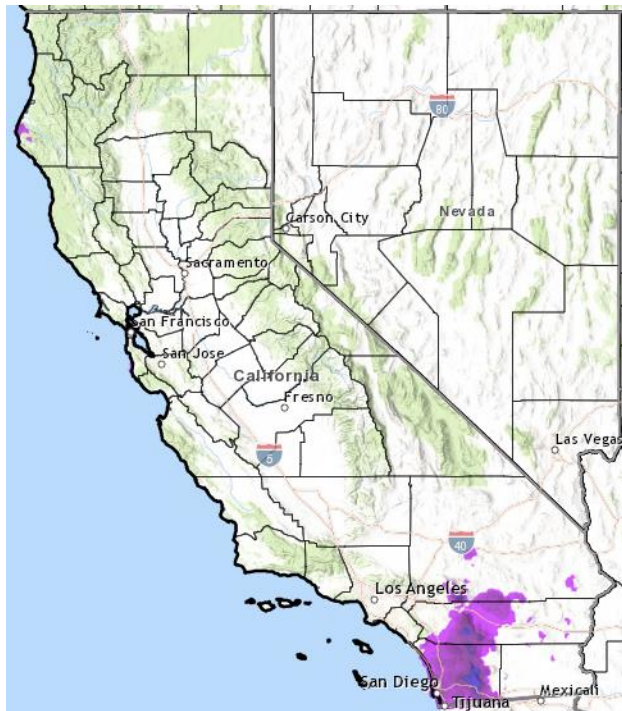 80
Nevada
Carson City
Sacramento
San Francisco
San Jose
California
Fresno
5
Las Vegas
40
Los Angeles
San Diego
Tijuana
Mexicali